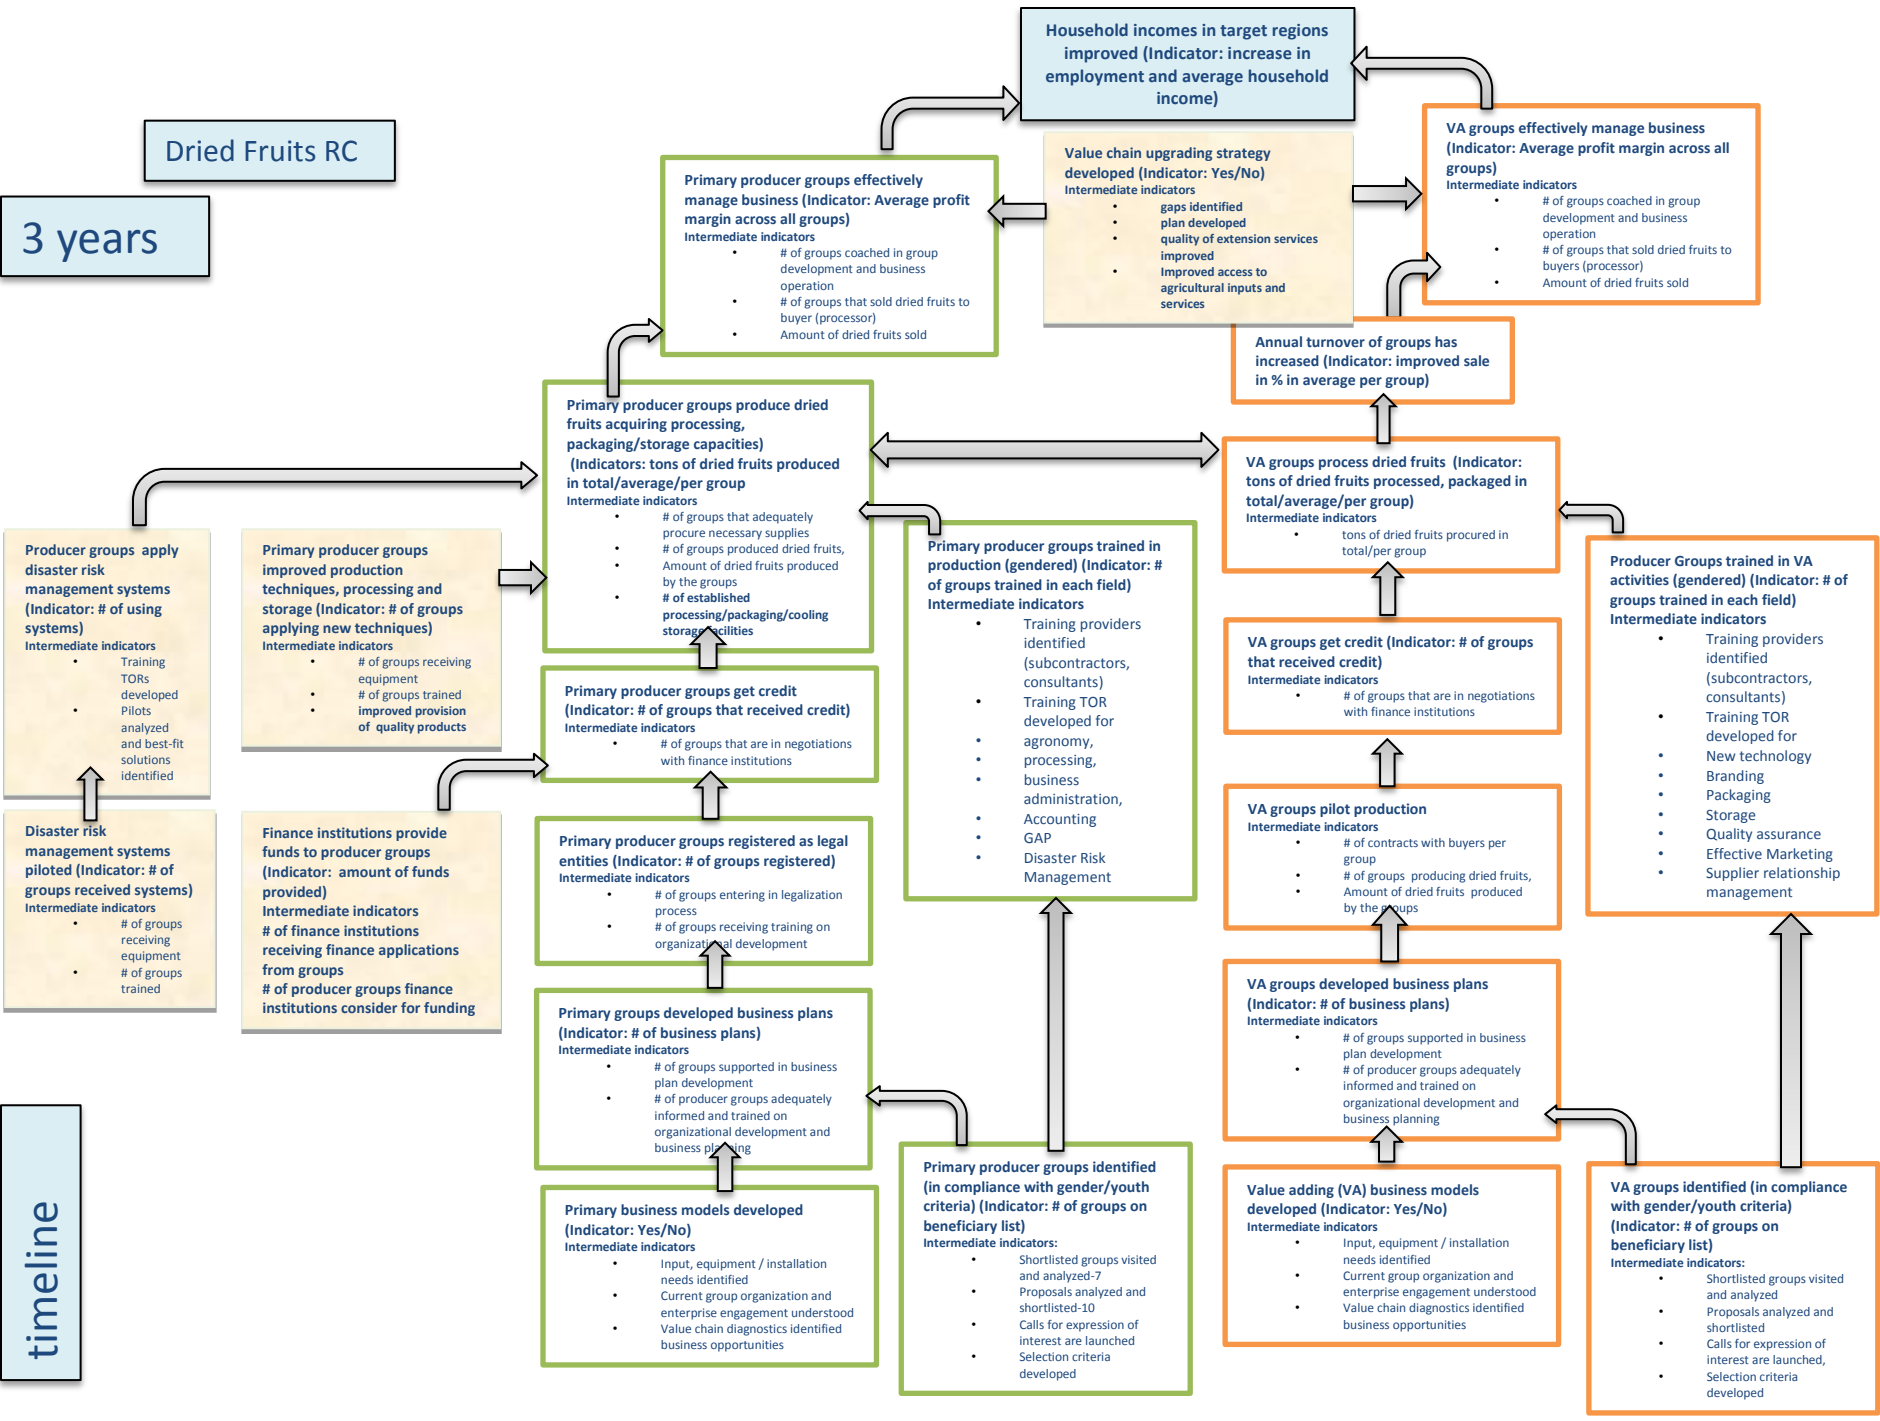 Household incomes in target regions
improved (Indicator: increase in
employment and average household
income)
Dried Fruits RC
3 years
timeline
Primary producer groups effectively
manage business (Indicator: Average profit
margin across all groups)
Intermediate indicators
• # of groups coached in group
development and business
operation
• # of groups that sold dried fruits to
buyer (processor)
• Amount of dried fruits sold
Value chain upgrading strategy
developed (Indicator: Yes/No)
Intermediate indicators
• gaps identified
• plan developed
• quality of extension services
improved
• Improved access to
agricultural inputs and
services
VA groups effectively manage business
(Indicator: Average profit margin across all
groups)
Intermediate indicators
• # of groups coached in group
development and business
operation
• # of groups that sold dried fruits to
buyers (processor)
• Amount of dried fruits sold
Annual turnover of groups has
increased (Indicator: improved sale
in % in average per group)
Primary producer groups produce dried
fruits acquiring processing,
packaging/storage capacities)
(Indicators: tons of dried fruits produced
in total/average/per group
Intermediate indicators
• # of groups that adequately
procure necessary supplies
• # of groups produced dried fruits,
• Amount of dried fruits produced
by the groups
• # of established
processing/packaging/cooling
storage facilities
VA groups process dried fruits (Indicator:
tons of dried fruits processed, packaged in
total/average/per group)
Intermediate indicators
• tons of dried fruits procured in
total/per group
Producer groups apply
disaster risk
management systems
(Indicator: # of using
systems)
Intermediate indicators
• Training
TORs
developed
• Pilots
analyzed
and best-fit
solutions
identified
Primary producer groups
improved production
techniques, processing and
storage (Indicator: # of groups
applying new techniques)
Intermediate indicators
• # of groups receiving
equipment
• # of groups trained
• improved provision
of quality products
Primary producer groups trained in
production (gendered) (Indicator: #
of groups trained in each field)
Intermediate indicators
• Training providers
identified
(subcontractors,
consultants)
• Training TOR
developed for
• agronomy,
• processing,
• business
administration,
• Accounting
• GAP
• Disaster Risk
Management
Producer Groups trained in VA
activities (gendered) (Indicator: # of
groups trained in each field)
Intermediate indicators
• Training providers
identified
(subcontractors,
consultants)
• Training TOR
developed for
• New technology
• Branding
• Packaging
• Storage
• Quality assurance
• Effective Marketing
• Supplier relationship
management
Primary producer groups get credit
(Indicator: # of groups that received credit)
Intermediate indicators
• # of groups that are in negotiations
with finance institutions
VA groups get credit (Indicator: # of groups
that received credit)
Intermediate indicators
• # of groups that are in negotiations
with finance institutions
Disaster risk
management systems
piloted (Indicator: # of
groups received systems)
Intermediate indicators
• # of groups
receiving
equipment
• # of groups
trained
Finance institutions provide
funds to producer groups
(Indicator: amount of funds
provided)
Intermediate indicators
# of finance institutions
receiving finance applications
from groups
# of producer groups finance
institutions consider for funding
Primary producer groups registered as legal
entities (Indicator: # of groups registered)
Intermediate indicators
• # of groups entering in legalization
process
• # of groups receiving training on
organizational development
VA groups pilot production
Intermediate indicators
• # of contracts with buyers per
group
• # of groups producing dried fruits,
• Amount of dried fruits produced
by the groups
Primary groups developed business plans
(Indicator: # of business plans)
Intermediate indicators
• # of groups supported in business
plan development
• # of producer groups adequately
informed and trained on
organizational development and
business planning
VA groups developed business plans
(Indicator: # of business plans)
Intermediate indicators
• # of groups supported in business
plan development
• # of producer groups adequately
informed and trained on
organizational development and
business planning
Primary business models developed
(Indicator: Yes/No)
Intermediate indicators
• Input, equipment / installation
needs identified
• Current group organization and
enterprise engagement understood
• Value chain diagnostics identified
business opportunities
Primary producer groups identified
(in compliance with gender/youth
criteria) (Indicator: # of groups on
beneficiary list)
Intermediate indicators:
• Shortlisted groups visited
and analyzed-7
• Proposals analyzed and
shortlisted-10
• Calls for expression of
interest are launched
• Selection criteria
developed
Value adding (VA) business models
developed (Indicator: Yes/No)
Intermediate indicators
• Input, equipment / installation
needs identified
• Current group organization and
enterprise engagement understood
• Value chain diagnostics identified
business opportunities
VA groups identified (in compliance
with gender/youth criteria)
(Indicator: # of groups on
beneficiary list)
Intermediate indicators:
• Shortlisted groups visited
and analyzed
• Proposals analyzed and
shortlisted
• Calls for expression of
interest are launched,
• Selection criteria
developed